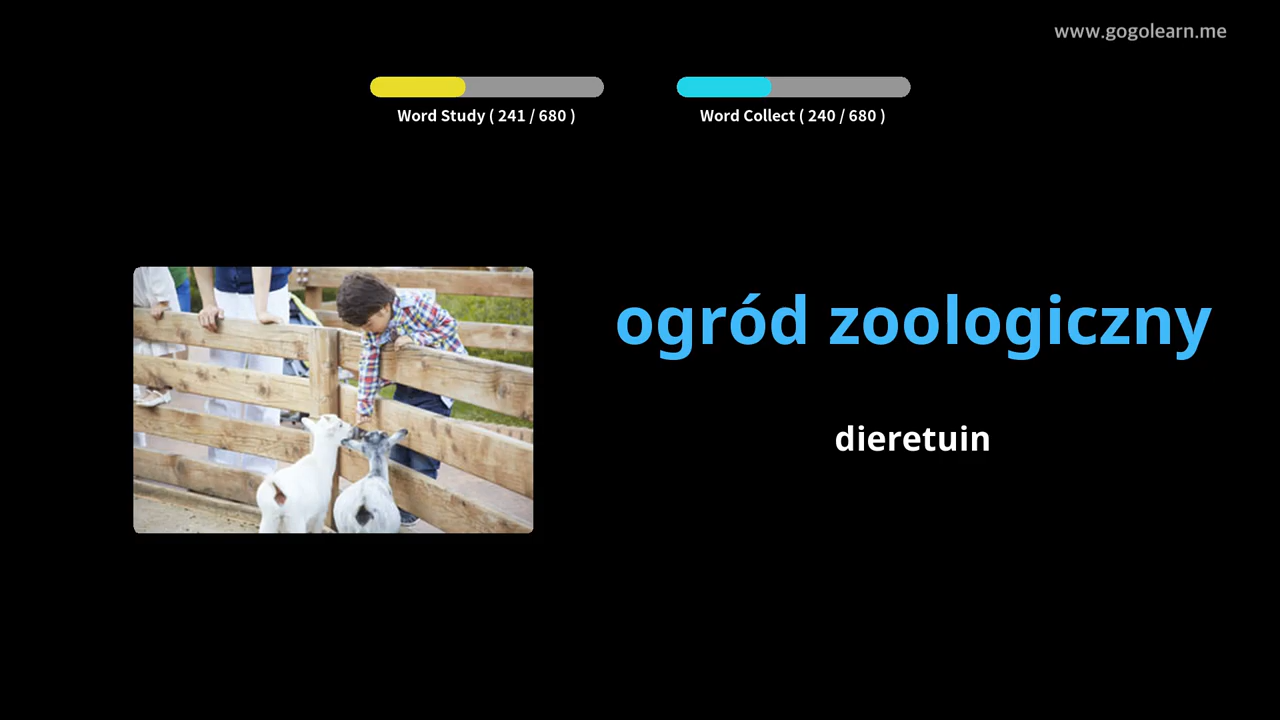 www.gogolearn.me
Word Study ( 241 / 680 )
Word Collect ( 240 / 680 )
ogród zoologiczny
dieretuin